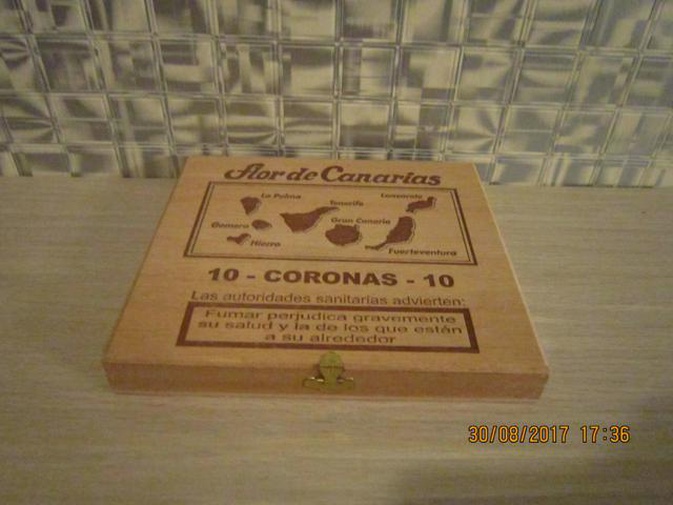 Flor de Canarias
La Palma
Tenerife
Lanzarote
Gomera
Gran Canaria
Hierro
Fuerteventura
10 - CORONAS - 10
Las autoridades sanitarias advierten:
Fumar perjudica gravemente
su salud y la de los que están
a su alrededor
30/08/2017 17:36